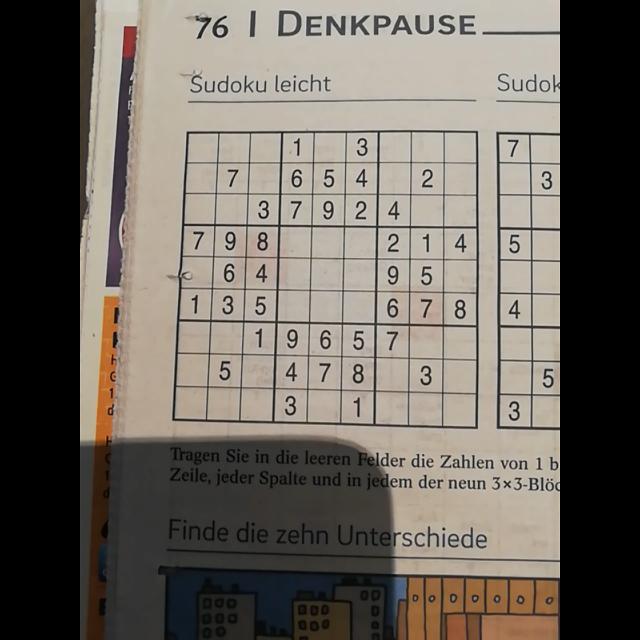 76 | DENKPAUSE
Sudoku leicht
Sudok
1 3 7
7 6 5 4 2 3
3 7 9 2 4
7 9 8 2 1 4 5
6 4 9 5
1 3 5 6 7 8 4
1 9 6 5 7
5 4 7 8 3 5
3 1 3
Tragen Sie in die leeren Felder die Zahlen von 1 b
Zeile, jeder Spalte und in jedem der neun 3×3-Blöc
Finde die zehn Unterschiede